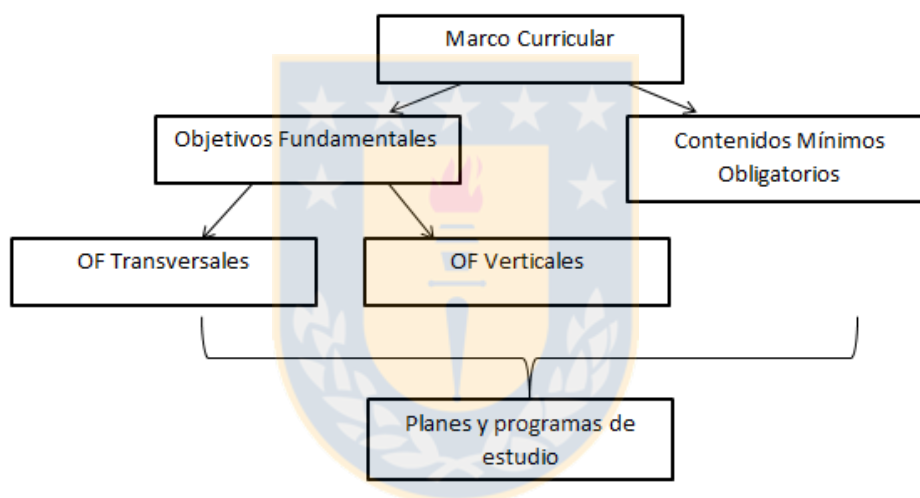 Marco Curricular
Objetivos Fundamentales
Contenidos Mínimos
Obligatorios
OF Transversales
OF Verticales
Planes y programas de
estudio